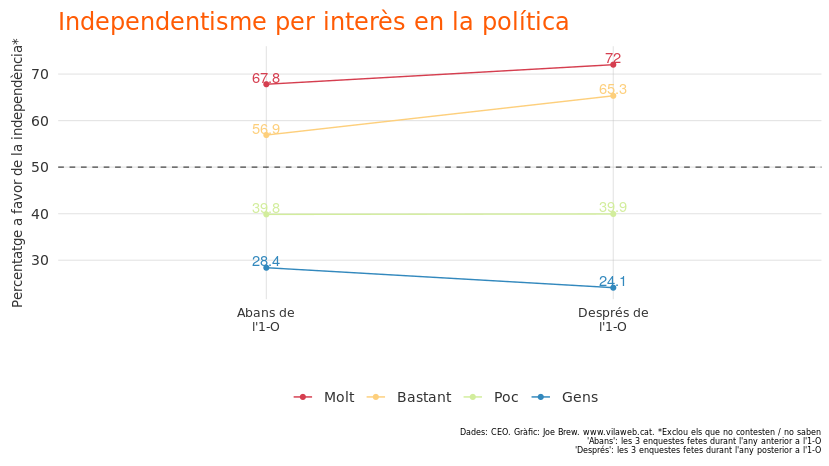 Independentisme per interès en la política
Percentatge a favor de la independència*
70
60
50
40
30
67.8
72
56.9
65.3
39.8
39.9
28.4
24.1
Abans de
l'1-O
Després de
l'1-O
Molt
Bastant
Poc
Gens
Dades: CEO. Gràfic: Joe Brew. www.vilaweb.cat. *Exclou els que no contesten / no saben
'Abans': les 3 enquestes fetes durant l'any anterior a l'1-O
'Després': les 3 enquestes fetes durant l'any posterior a l'1-O